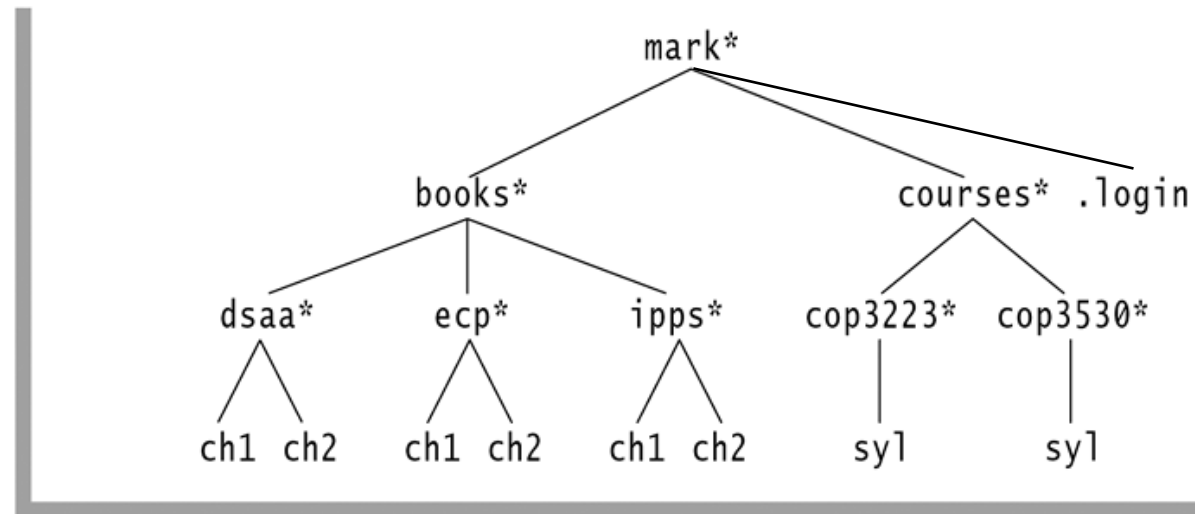 mark*
books* courses* .login
dsaa* ecp* ipps* cop3223* cop3530*
ch1 ch2 ch1 ch2 ch1 ch2 syl syl